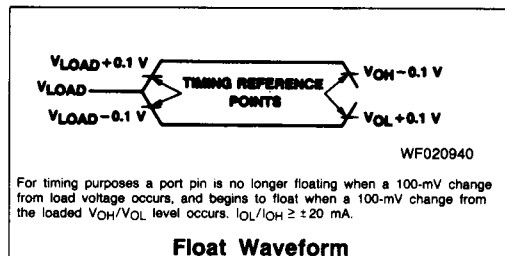 VLOAD+0.1 V
VLOAD
VLOAD−0.1 V
TIMING REFERENCE
POINTS
VOH−0.1 V
VOL+0.1 V
WF020940
For timing purposes a port pin is no longer floating when a 100-mV change
from load voltage occurs, and begins to float when a 100-mV change from
the loaded VOH/VOL level occurs. IOL/IOH ≥ ±20 mA.
Float Waveform